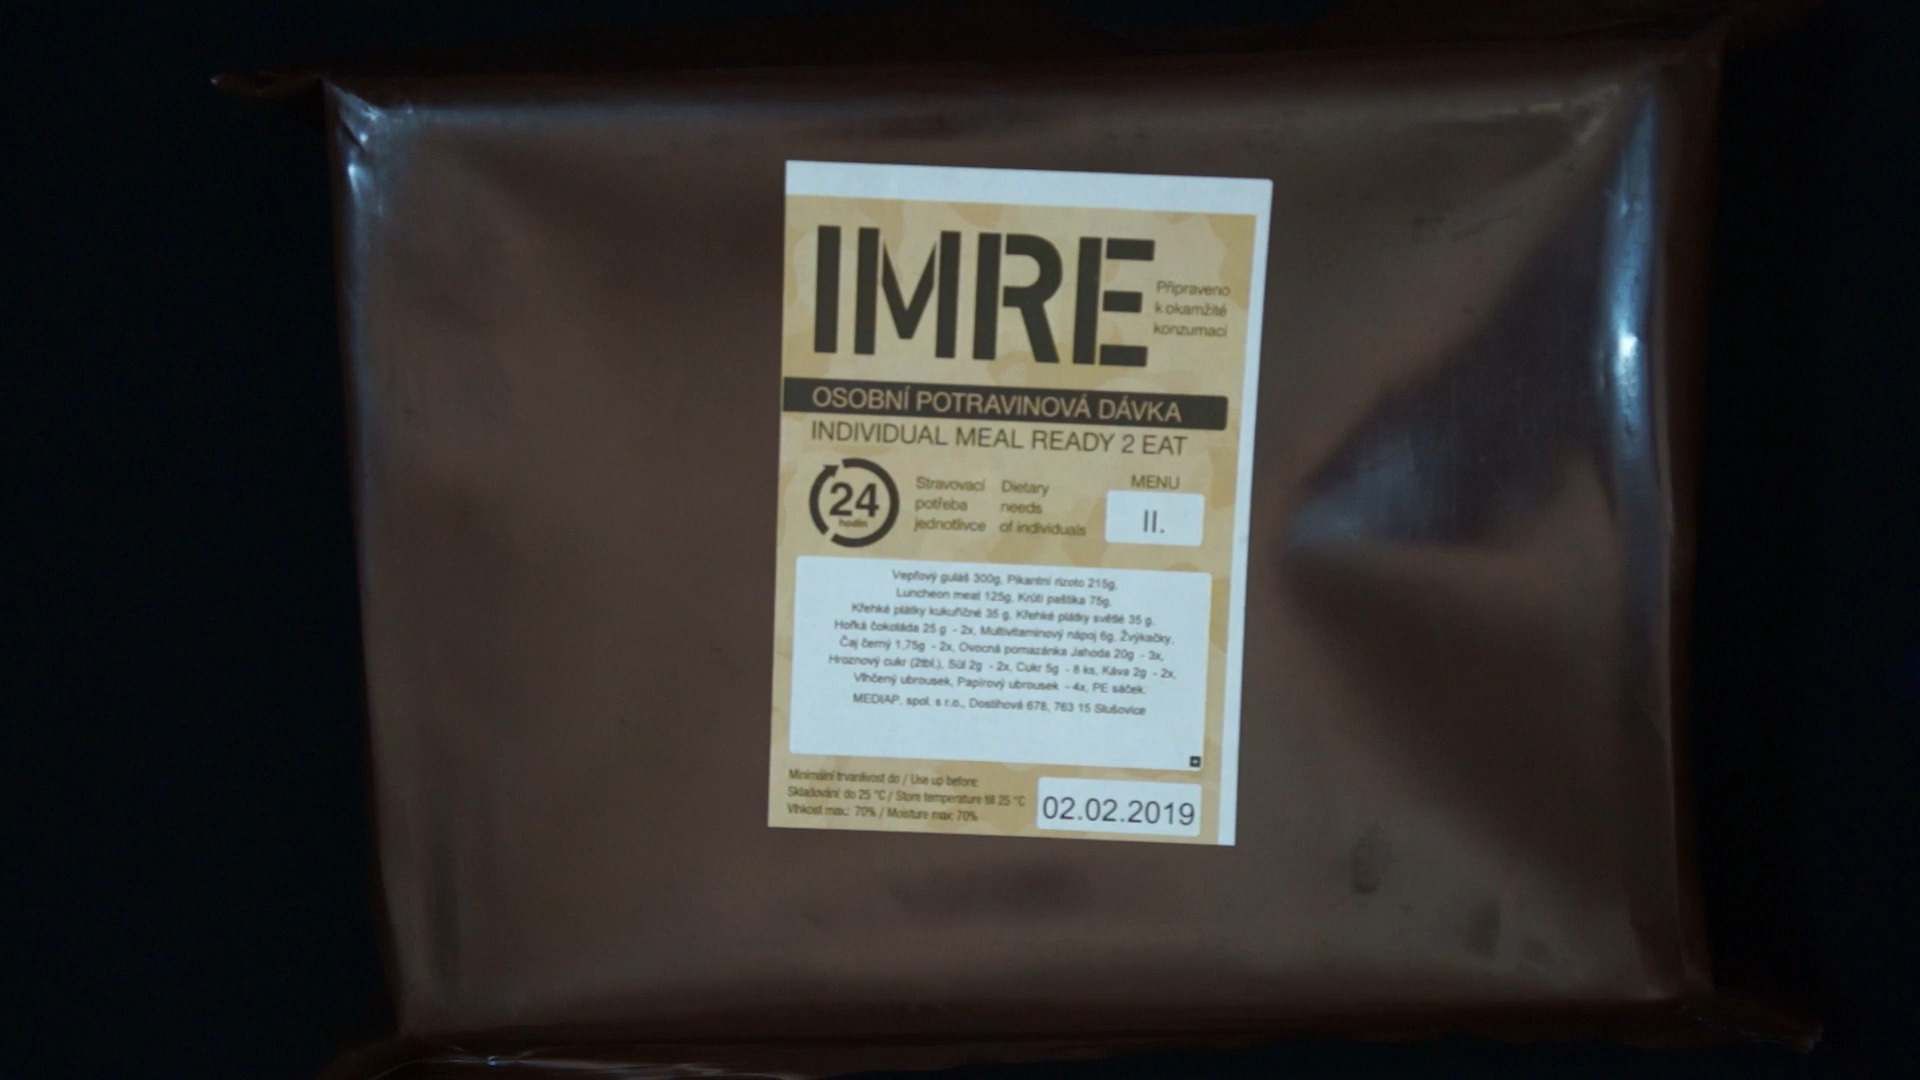 IMRE
Připraveno
k okamžité
konzumaci
OSOBNÍ POTRAVINOVÁ DÁVKA
INDIVIDUAL MEAL READY 2 EAT
24
hodin
Stravovací
potřeba
jednotlivce
Dietary
needs
of individuals
MENU
II.
Vepřový guláš 300g, Pikantní rizoto 215g,
Luncheon meat 125g, Krůtí paštika 75g,
Křehké plátky kukuřičné 35 g, Křehké plátky světlé 35 g,
Hořká čokoláda 25 g - 2x, Multivitaminový nápoj 6g, Žvýkačky,
Čaj černý 1,75g - 2x, Ovocná pomazánka Jahoda 20g - 3x,
Hroznový cukr (2tbl.), Sůl 2g - 2x, Cukr 5g - 8 ks, Káva 2g - 2x,
Vlhčený ubrousek, Papírový ubrousek - 4x, PE sáček.
MEDIAP, spol. s r.o., Dostihová 678, 763 15 Slušovice
Minimální trvanlivost do / Use up before:
Skladování: do 25 °C / Store temperature till 25 °C
Vlhkost max.: 70% / Moisture max: 70%
02.02.2019